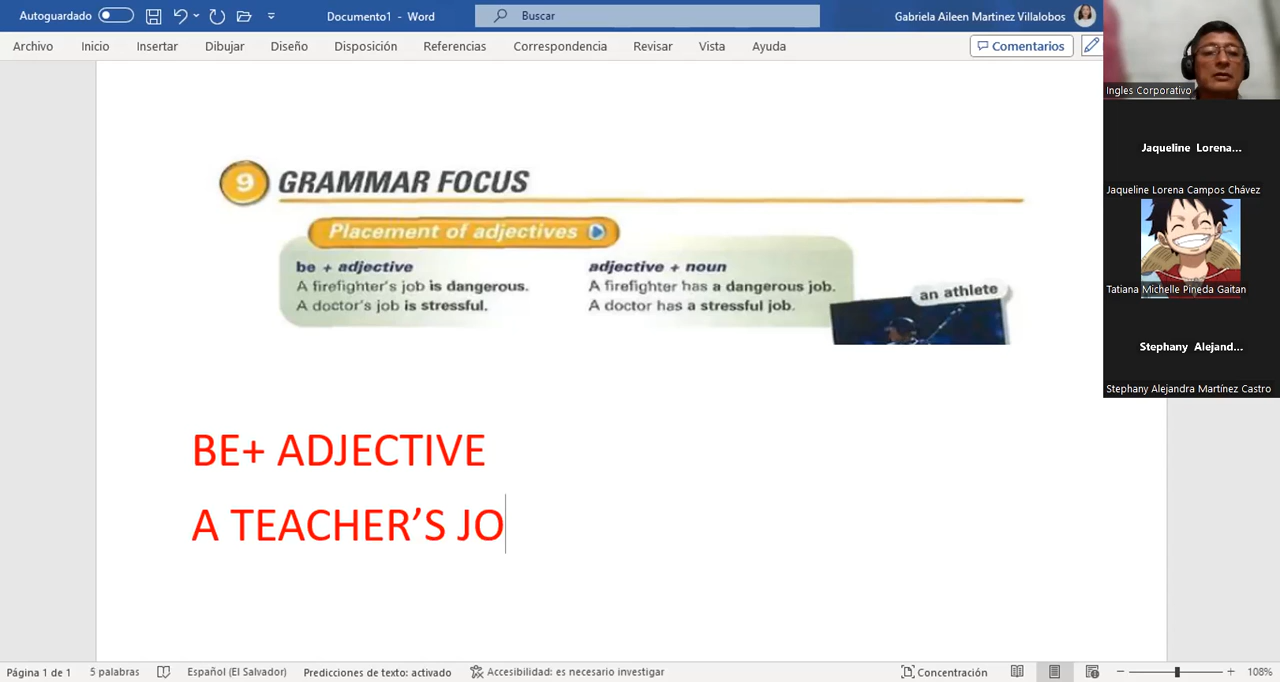 Autoguardado
Documento1 - Word
Buscar
Gabriela Aileen Martinez Villalobos
Archivo Inicio Insertar Dibujar Diseño Disposición Referencias Correspondencia Revisar Vista Ayuda
Comentarios
Ingles Corporativo
Jaqueline Lorena...
Jaqueline Lorena Campos Chávez
Tatiana Michelle Pineda Gaitan
Stephany Alejand...
Stephany Alejandra Martínez Castro
9 GRAMMAR FOCUS
Placement of adjectives
be + adjective
A firefighter's job is dangerous.
A doctor's job is stressful.
adjective + noun
A firefighter has a dangerous job.
A doctor has a stressful job.
an athlete
BE+ ADJECTIVE
A TEACHER’S JO
Página 1 de 1 5 palabras Español (El Salvador) Predicciones de texto: activado Accesibilidad: es necesario investigar Concentración 108%